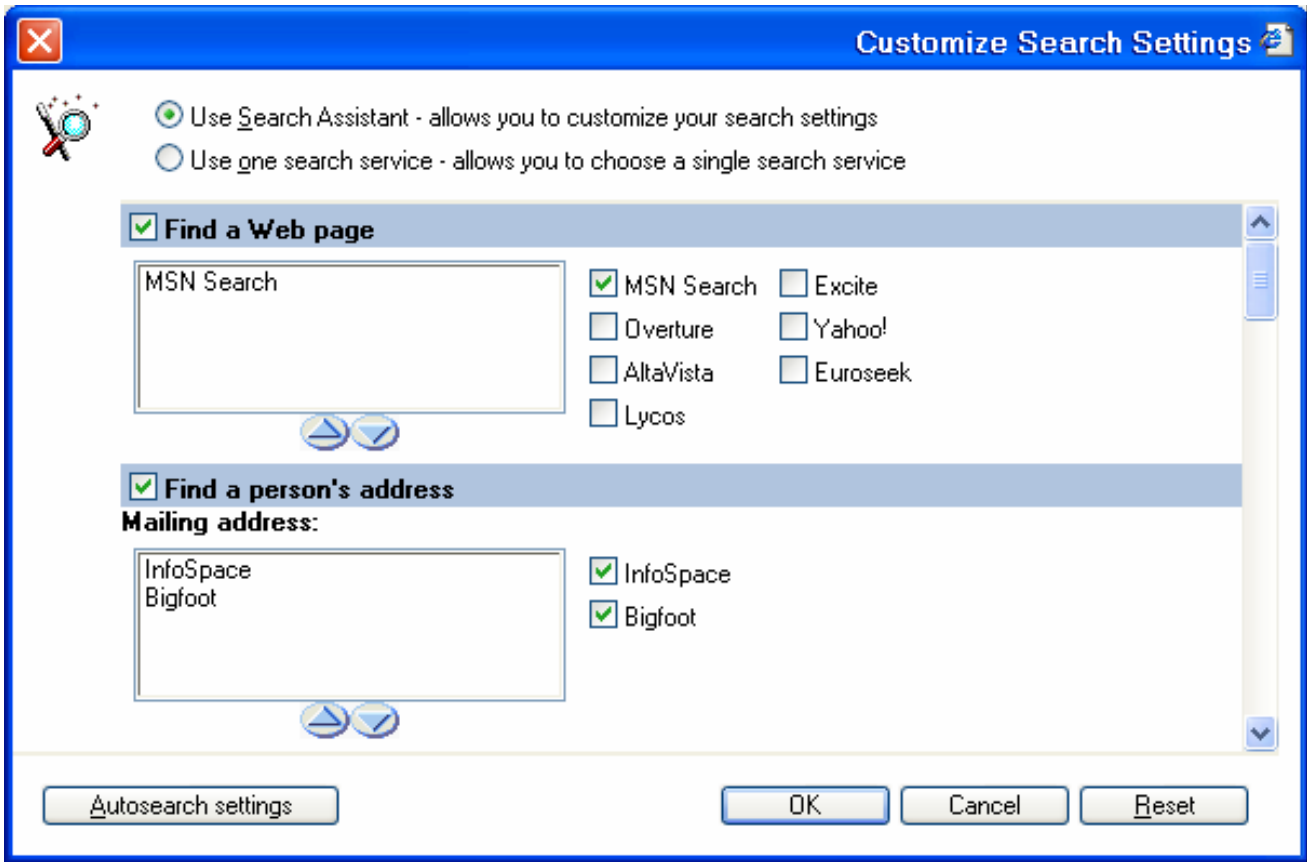 Customize Search Settings
Use Search Assistant - allows you to customize your search settings
Use one search service - allows you to choose a single search service
Find a Web page
MSN Search
MSN Search
Excite
Overture
Yahoo!
AltaVista
Euroseek
Lycos
Find a person's address
Mailing address:
InfoSpace
Bigfoot
InfoSpace
Bigfoot
Autosearch settings
OK
Cancel
Reset